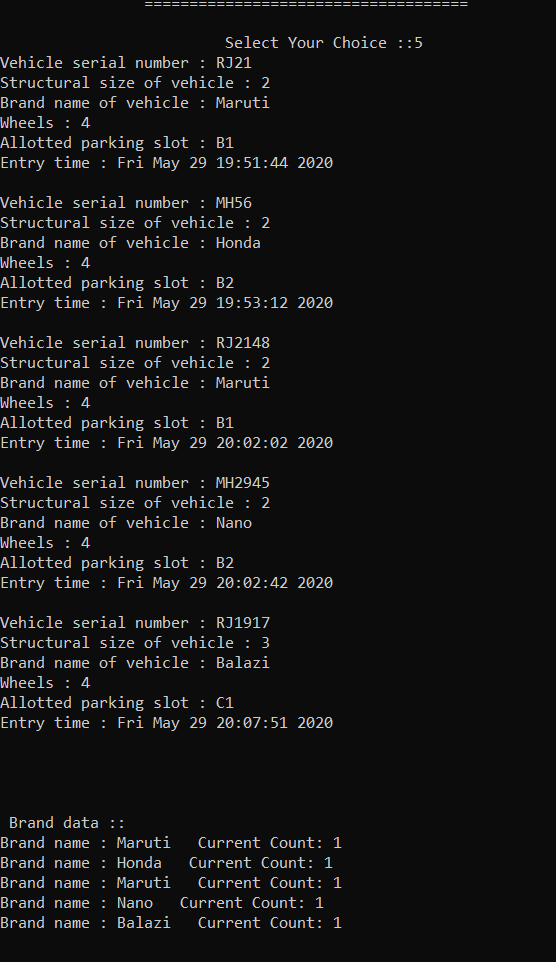 ====================================
Select Your Choice ::5
Vehicle serial number : RJ21
Structural size of vehicle : 2
Brand name of vehicle : Maruti
Wheels : 4
Allotted parking slot : B1
Entry time : Fri May 29 19:51:44 2020
Vehicle serial number : MH56
Structural size of vehicle : 2
Brand name of vehicle : Honda
Wheels : 4
Allotted parking slot : B2
Entry time : Fri May 29 19:53:12 2020
Vehicle serial number : RJ2148
Structural size of vehicle : 2
Brand name of vehicle : Maruti
Wheels : 4
Allotted parking slot : B1
Entry time : Fri May 29 20:02:02 2020
Vehicle serial number : MH2945
Structural size of vehicle : 2
Brand name of vehicle : Nano
Wheels : 4
Allotted parking slot : B2
Entry time : Fri May 29 20:02:42 2020
Vehicle serial number : RJ1917
Structural size of vehicle : 3
Brand name of vehicle : Balazi
Wheels : 4
Allotted parking slot : C1
Entry time : Fri May 29 20:07:51 2020
Brand data ::
Brand name : Maruti   Current Count: 1
Brand name : Honda   Current Count: 1
Brand name : Maruti   Current Count: 1
Brand name : Nano   Current Count: 1
Brand name : Balazi   Current Count: 1